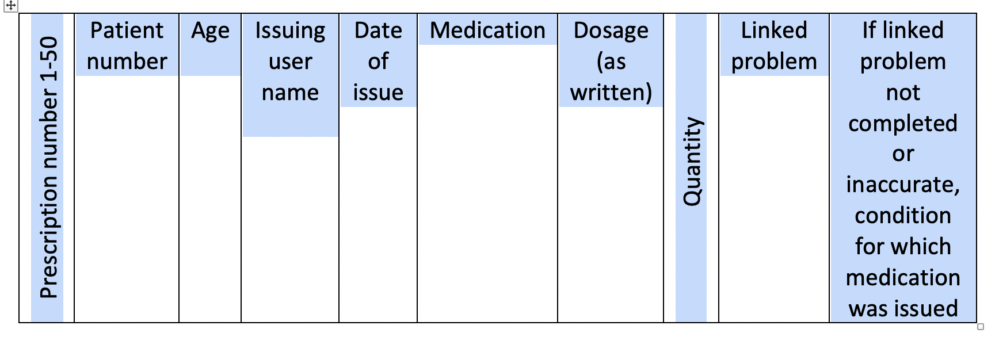 Prescription number 1-50
Patient
number
Age
Issuing
user
name
Date
of
issue
Medication
Dosage
(as
written)
Quantity
Linked
problem
If linked
problem
not
completed
or
inaccurate,
condition
for which
medication
was issued